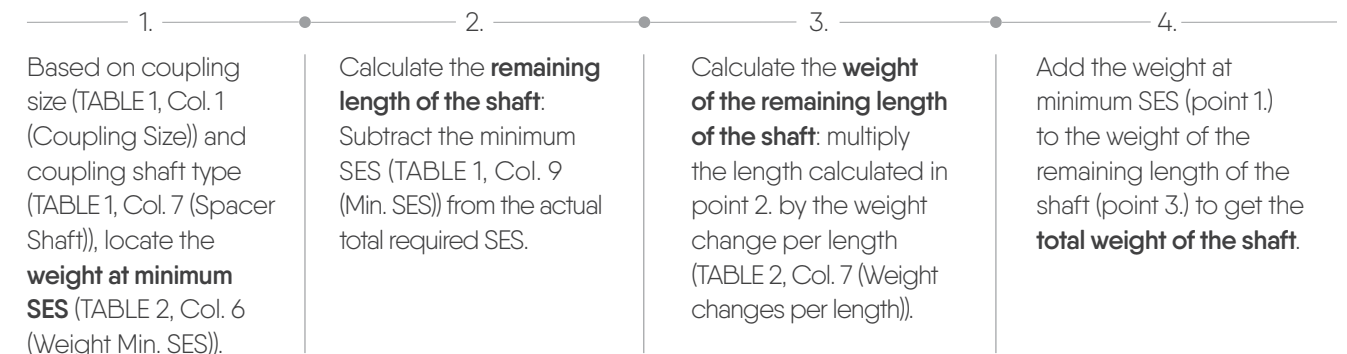 1.
Based on coupling
size (TABLE 1, Col. 1
(Coupling Size)) and
coupling shaft type
(TABLE 1, Col. 7 (Spacer
Shaft)), locate the
weight at minimum
SES (TABLE 2, Col. 6
(Weight Min. SES)).
2.
Calculate the remaining
length of the shaft:
Subtract the minimum
SES (TABLE 1, Col. 9
(Min. SES)) from the actual
total required SES.
3.
Calculate the weight
of the remaining length
of the shaft: multiply
the length calculated in
point 2. by the weight
change per length
(TABLE 2, Col. 7 (Weight
changes per length)).
4.
Add the weight at
minimum SES (point 1.)
to the weight of the
remaining length of the
shaft (point 3.) to get the
total weight of the shaft.